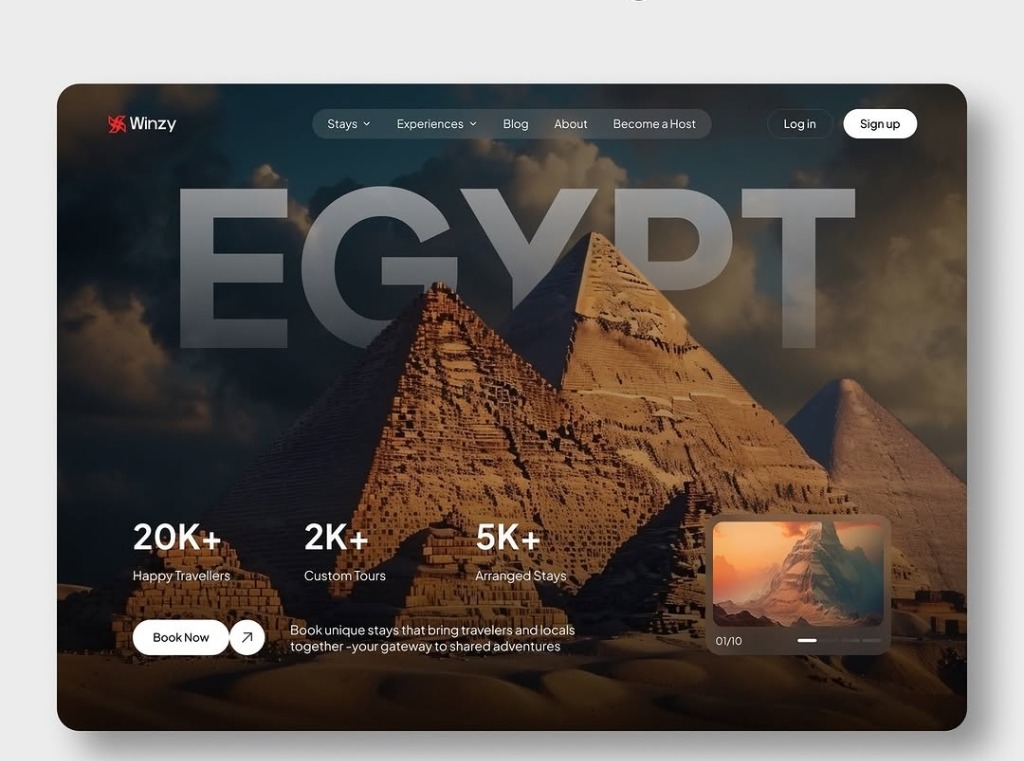 Winzy
Stays
Experiences
Blog
About
Become a Host
Log in
Sign up
EGYPT
20K+
2K+
5K+
Happy Travellers
Custom Tours
Arranged Stays
Book Now
Book unique stays that bring travelers and locals
together -your gateway to shared adventures
01/10